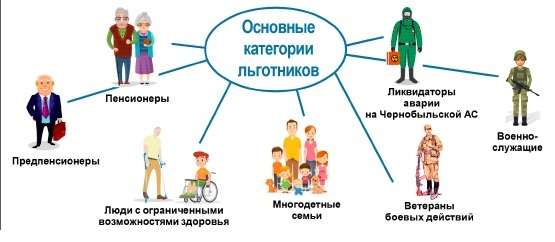 Основные
категории
льготников
Пенсионеры
Предпенсионеры
Люди с ограниченными
возможностями здоровья
Многодетные
семьи
Ветераны
боевых действий
Ликвидаторы
аварии
на Чернобыльской АС
Военно-
служащие